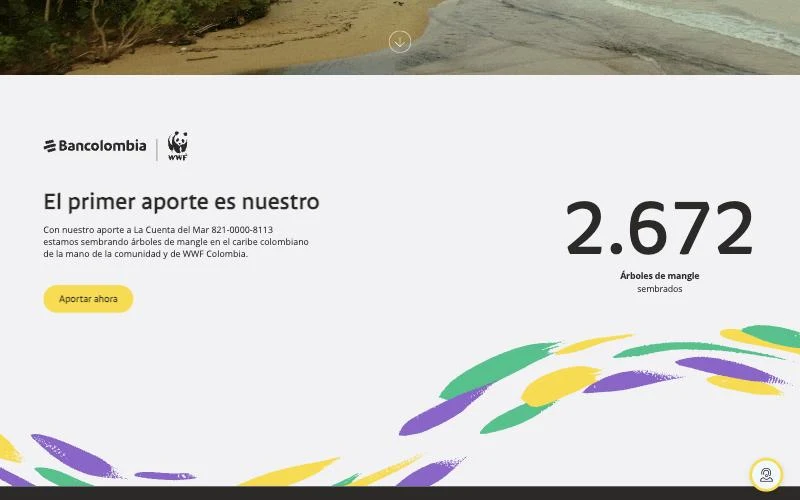 Bancolombia
WWF
El primer aporte es nuestro
Con nuestro aporte a La Cuenta del Mar 821-0000-8113
estamos sembrando árboles de mangle en el caribe colombiano
de la mano de la comunidad y de WWF Colombia.
Aportar ahora
2.672
Árboles de mangle
sembrados